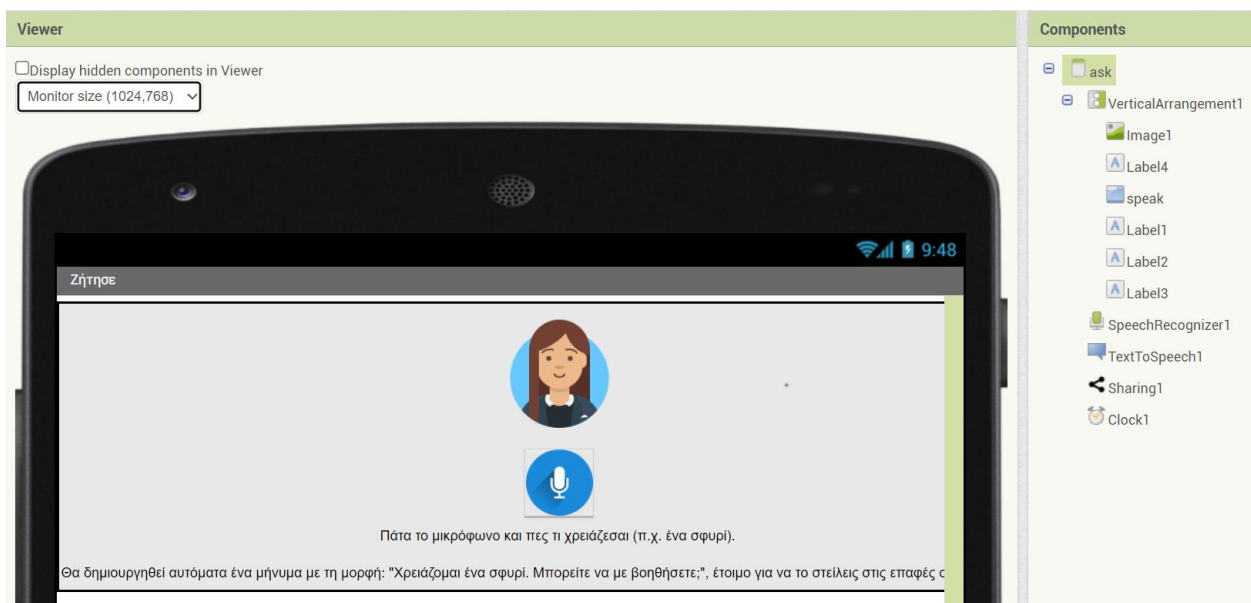 Viewer
Display hidden components in Viewer
Monitor size (1024,768)
9:48
Ζήτησε
Πάτα το μικρόφωνο και πες τι χρειάζεσαι (π.χ. ένα σφυρί).
Θα δημιουργηθεί αυτόματα ένα μήνυμα με τη μορφή: "Χρειάζομαι ένα σφυρί. Μπορείτε να με βοηθήσετε;", έτοιμο για να το στείλεις στις επαφές
Components
ask
VerticalArrangement1
Image1
Label4
speak
Label1
Label2
Label3
SpeechRecognizer1
TextToSpeech1
Sharing1
Clock1